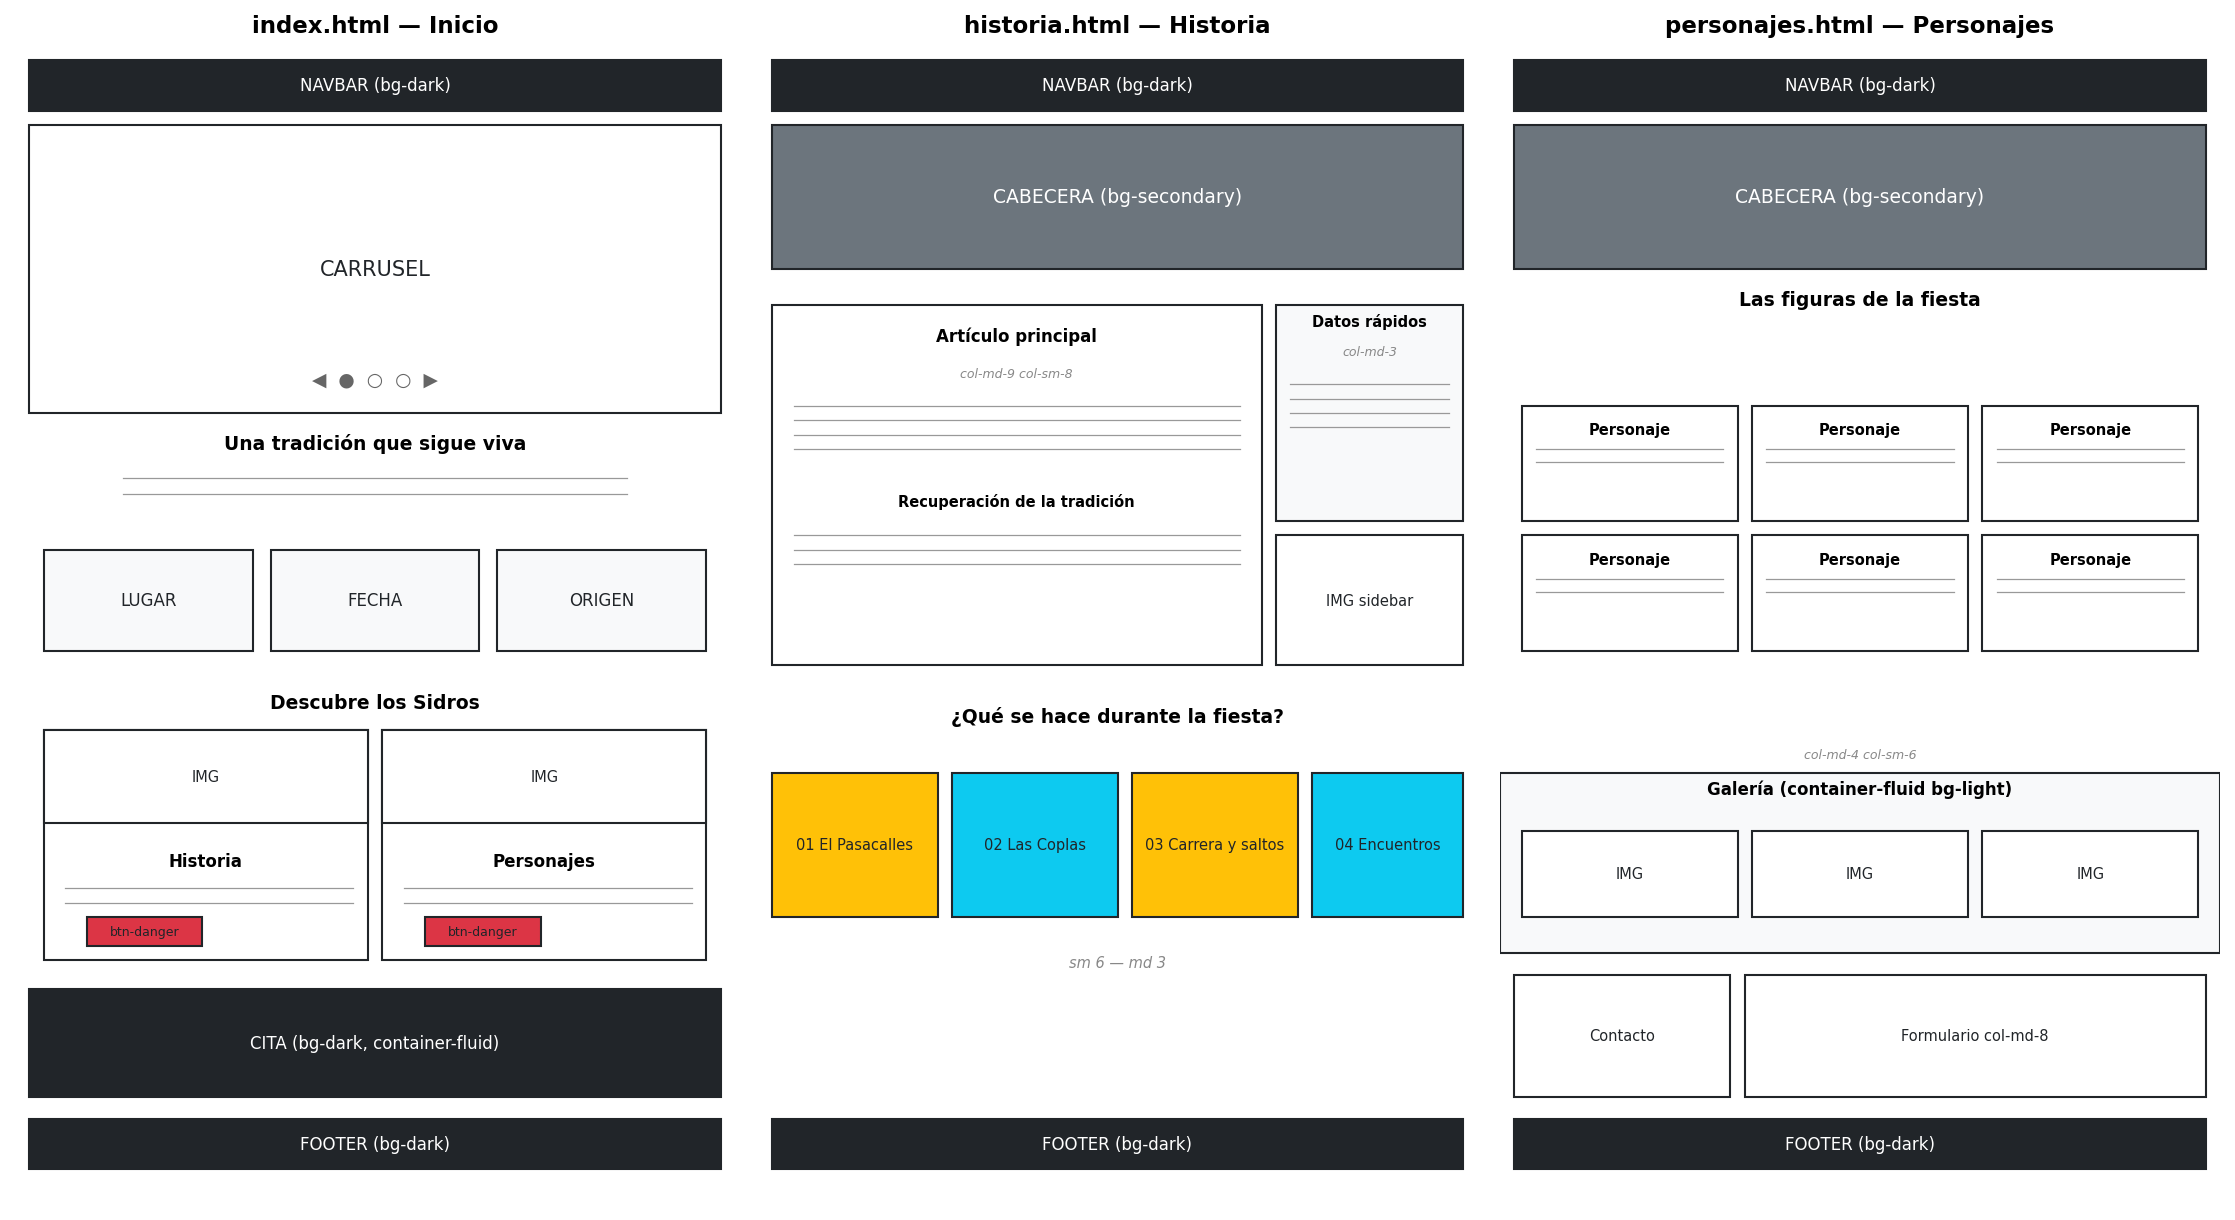 index.html — Inicio
NAVBAR (bg-dark)
CARRUSEL
Una tradición que sigue viva
LUGAR
FECHA
ORIGEN
Descubre los Sidros
IMG
IMG
Historia
Personajes
btn-danger
btn-danger
CITA (bg-dark, container-fluid)
FOOTER (bg-dark)
historia.html — Historia
NAVBAR (bg-dark)
CABECERA (bg-secondary)
Artículo principal
col-md-9 col-sm-8
Recuperación de la tradición
Datos rápidos
col-md-3
IMG sidebar
¿Qué se hace durante la fiesta?
01 El Pasacalles
02 Las Coplas
03 Carrera y saltos
04 Encuentros
sm 6 — md 3
FOOTER (bg-dark)
personajes.html — Personajes
NAVBAR (bg-dark)
CABECERA (bg-secondary)
Las figuras de la fiesta
Personaje
Personaje
Personaje
Personaje
Personaje
Personaje
col-md-4 col-sm-6
Galería (container-fluid bg-light)
IMG
IMG
IMG
Contacto
Formulario col-md-8
FOOTER (bg-dark)